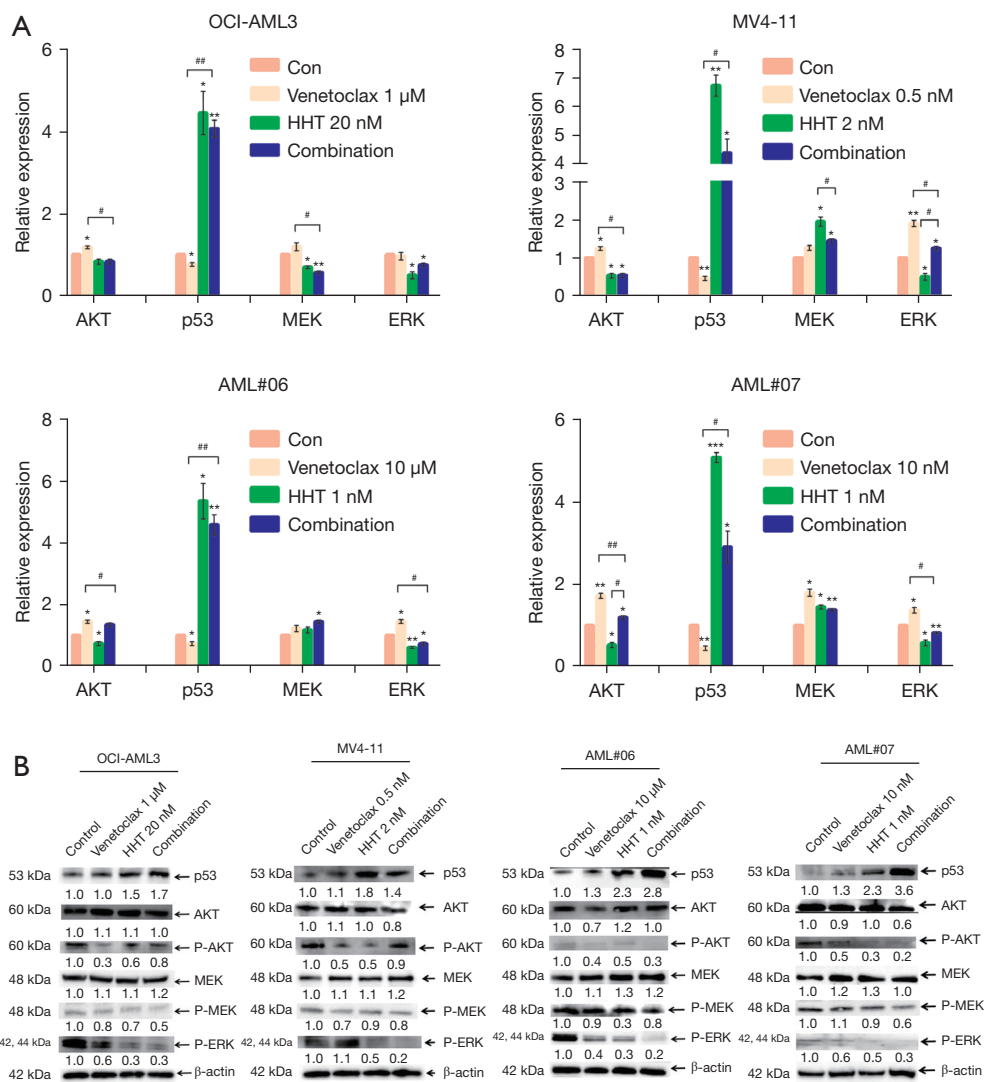 A
OCI-AML3
Relative expression
6
4
2
0
Con
Venetoclax 1 μM
HHT 20 nM
Combination
#
*
*
##
*
**
#
*
**
*
*
AKT
p53
MEK
ERK
MV4-11
Relative expression
8
7
6
5
4
3
2
1
0
Con
Venetoclax 0.5 nM
HHT 2 nM
Combination
#
*
*
*
#
**
**
*
#
*
#
#
**
*
*
AKT
p53
MEK
ERK
AML#06
Relative expression
8
6
4
2
0
Con
Venetoclax 10 μM
HHT 1 nM
Combination
#
*
*
##
*
*
**
*
#
*
**
*
AKT
p53
MEK
ERK
AML#07
Relative expression
6
4
2
0
Con
Venetoclax 10 nM
HHT 1 nM
Combination
##
#
**
*
*
#
**
***
*
*
*
**
#
*
*
**
AKT
p53
MEK
ERK
B
OCI-AML3
Control
Venetoclax 1 μM
HHT 20 nM
Combination
53 kDa p53
1.0 1.0 1.5 1.7
60 kDa AKT
1.0 1.1 1.1 1.0
60 kDa P-AKT
1.0 0.3 0.6 0.8
48 kDa MEK
1.0 1.1 1.1 1.2
48 kDa P-MEK
1.0 0.8 0.7 0.5
42, 44 kDa P-ERK
1.0 0.6 0.3 0.3
42 kDa β-actin
MV4-11
Control
Venetoclax 0.5 nM
HHT 2 nM
Combination
53 kDa p53
1.0 1.1 1.8 1.4
60 kDa AKT
1.0 1.1 1.0 0.8
60 kDa P-AKT
1.0 0.5 0.5 0.9
48 kDa MEK
1.0 1.1 1.1 1.2
48 kDa P-MEK
1.0 0.7 0.9 0.8
42, 44 kDa P-ERK
1.0 1.1 0.5 0.2
42 kDa β-actin
AML#06
Control
Venetoclax 10 μM
HHT 1 nM
Combination
53 kDa p53
1.0 1.3 2.3 2.8
60 kDa AKT
1.0 0.7 1.2 1.0
60 kDa P-AKT
1.0 0.4 0.5 0.3
48 kDa MEK
1.0 1.1 1.3 1.2
48 kDa P-MEK
1.0 0.9 0.3 0.8
42, 44 kDa P-ERK
1.0 0.4 0.4 0.2
42 kDa β-actin
AML#07
Control
Venetoclax 10 nM
HHT 1 nM
Combination
53 kDa p53
1.0 1.3 2.3 3.6
60 kDa AKT
1.0 0.9 1.0 0.6
60 kDa P-AKT
1.0 0.5 0.3 0.2
48 kDa MEK
1.0 1.2 1.3 1.0
48 kDa P-MEK
1.0 1.1 0.9 0.6
42, 44 kDa P-ERK
1.0 0.6 0.5 0.3
42 kDa β-actin